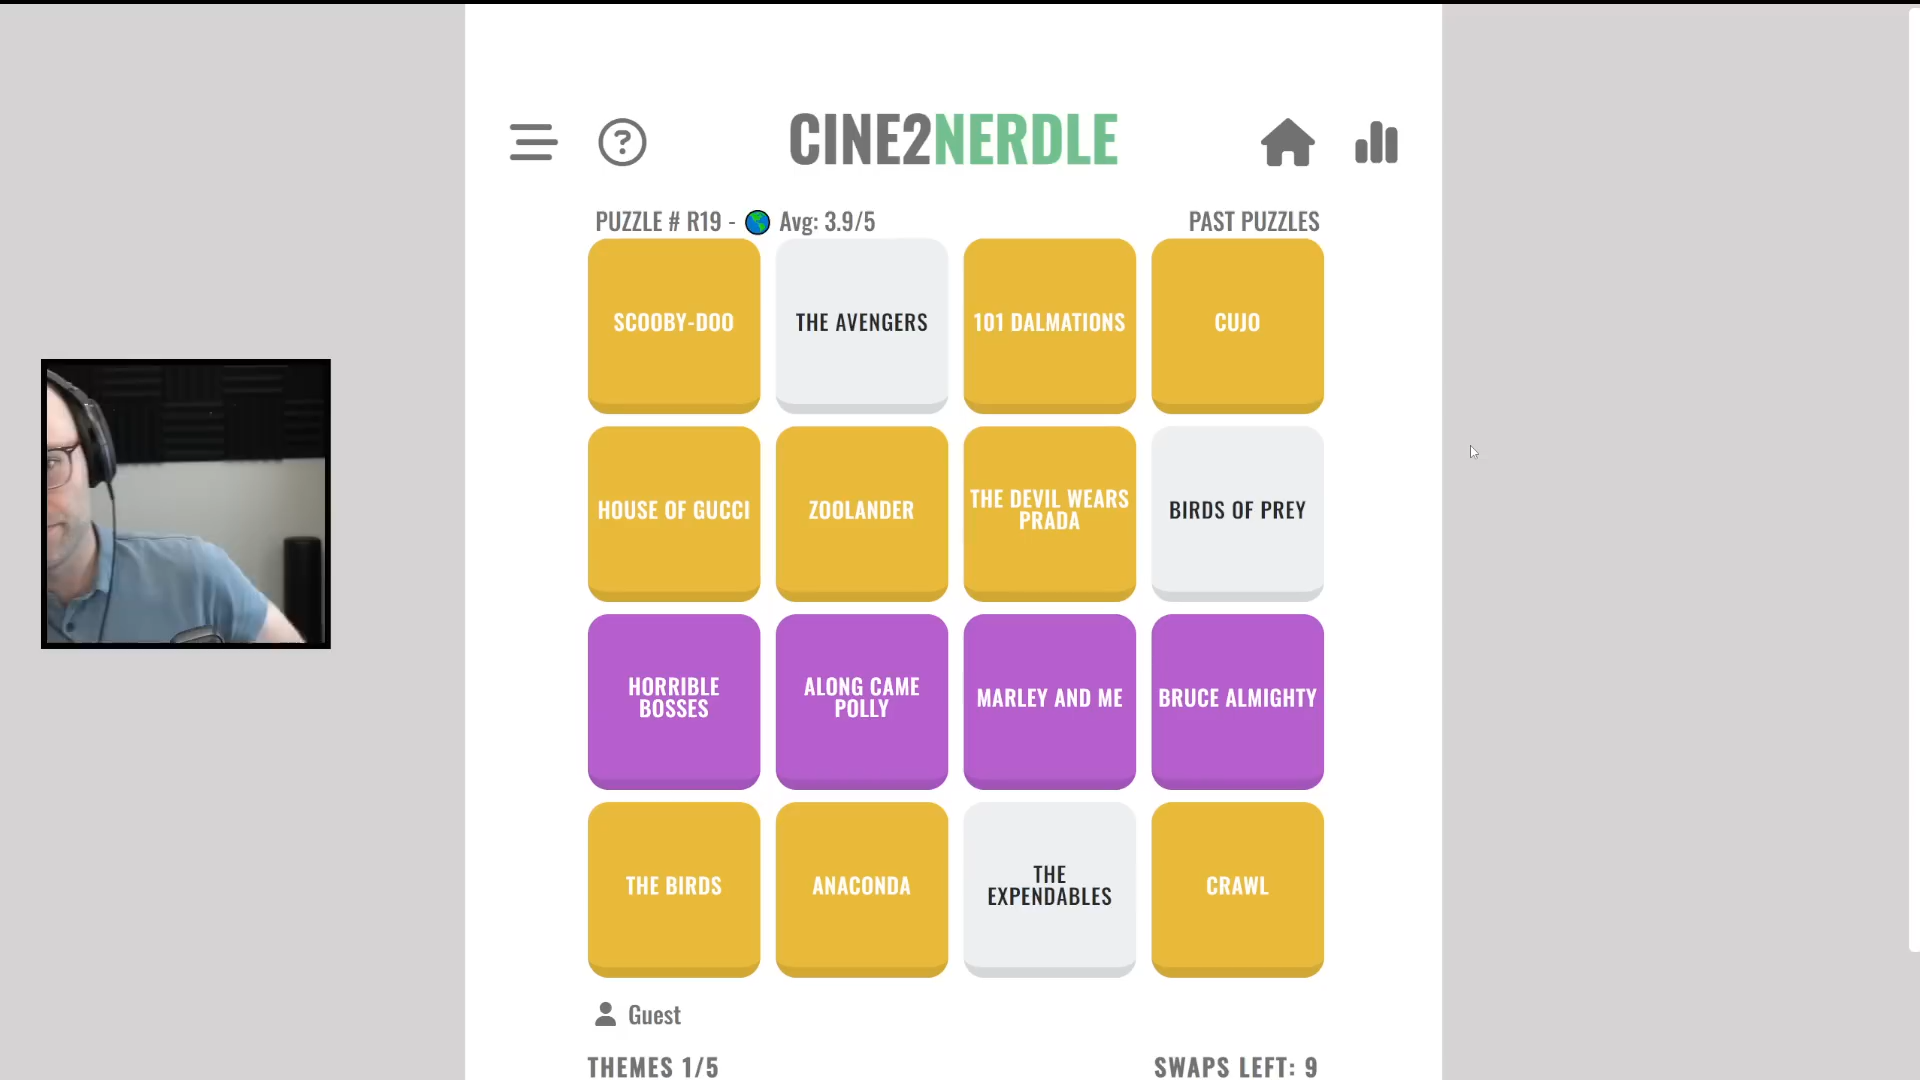 CINE2NERDLE
PUZZLE # R19 - Avg: 3.9/5
PAST PUZZLES
SCOOBY-DOO
THE AVENGERS
101 DALMATIONS
CUJO
HOUSE OF GUCCI
ZOOLANDER
THE DEVIL WEARS
PRADA
BIRDS OF PREY
HORRIBLE
BOSSES
ALONG CAME
POLLY
MARLEY AND ME
BRUCE ALMIGHTY
THE BIRDS
ANACONDA
THE
EXPENDABLES
CRAWL
Guest
THEMES 1/5
SWAPS LEFT: 9